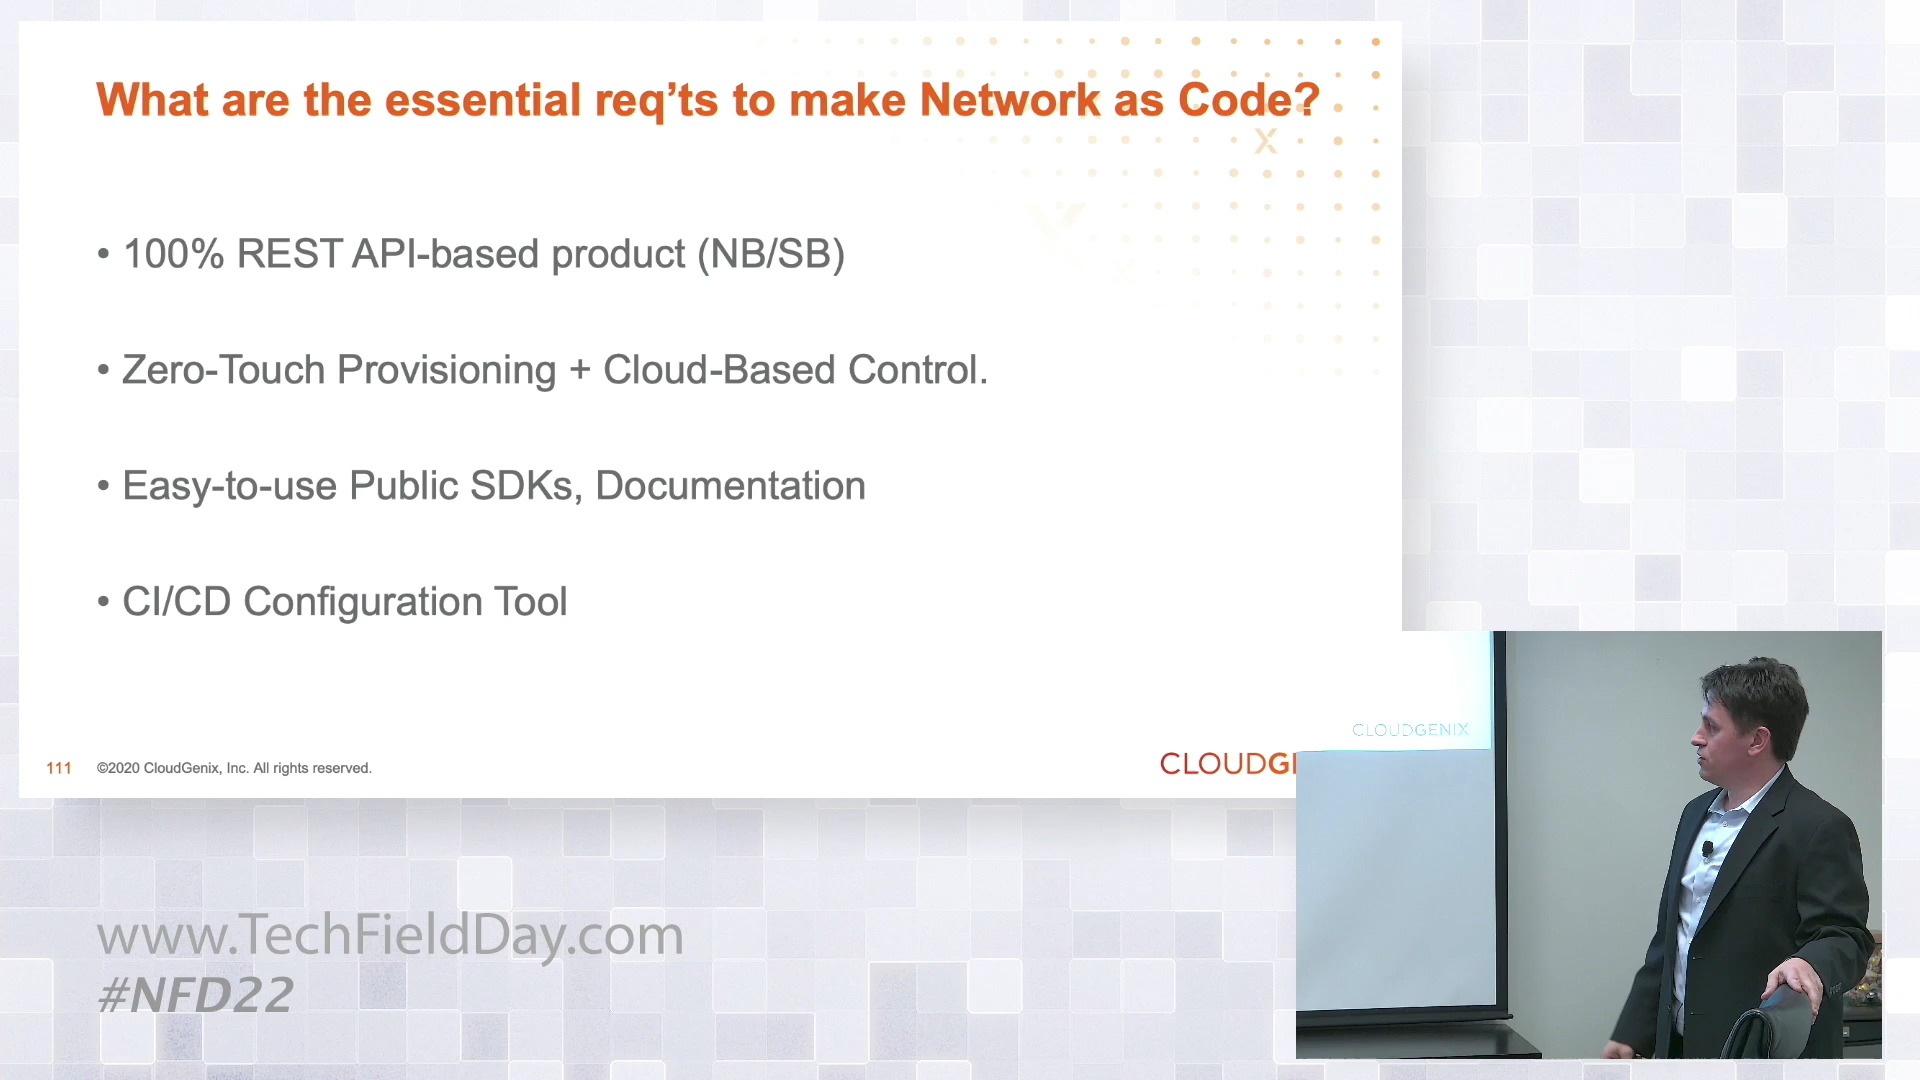 What are the essential req’ts to make Network as Code?
• 100% REST API-based product (NB/SB)
• Zero-Touch Provisioning + Cloud-Based Control.
• Easy-to-use Public SDKs, Documentation
• CI/CD Configuration Tool
111 ©2020 CloudGenix, Inc. All rights reserved.
CLOUDGE
CLOUDGENIX
www.TechFieldDay.com
#NFD22